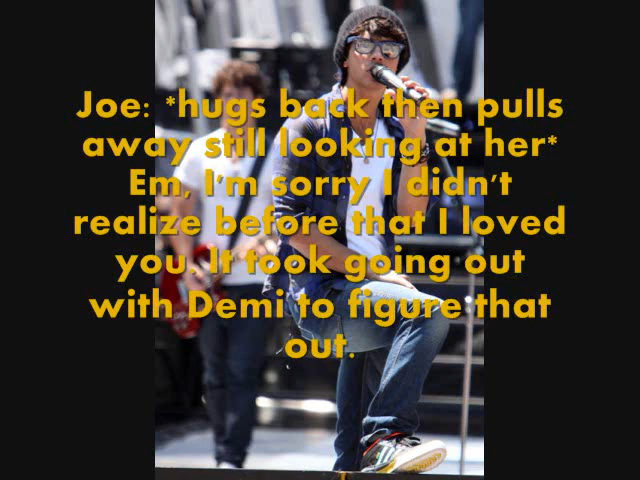 Joe: *hugs back then pulls
away still looking at her*
Em, I'm sorry I didn't
realize before that I loved
you. It took going out
with Demi to figure that
out.